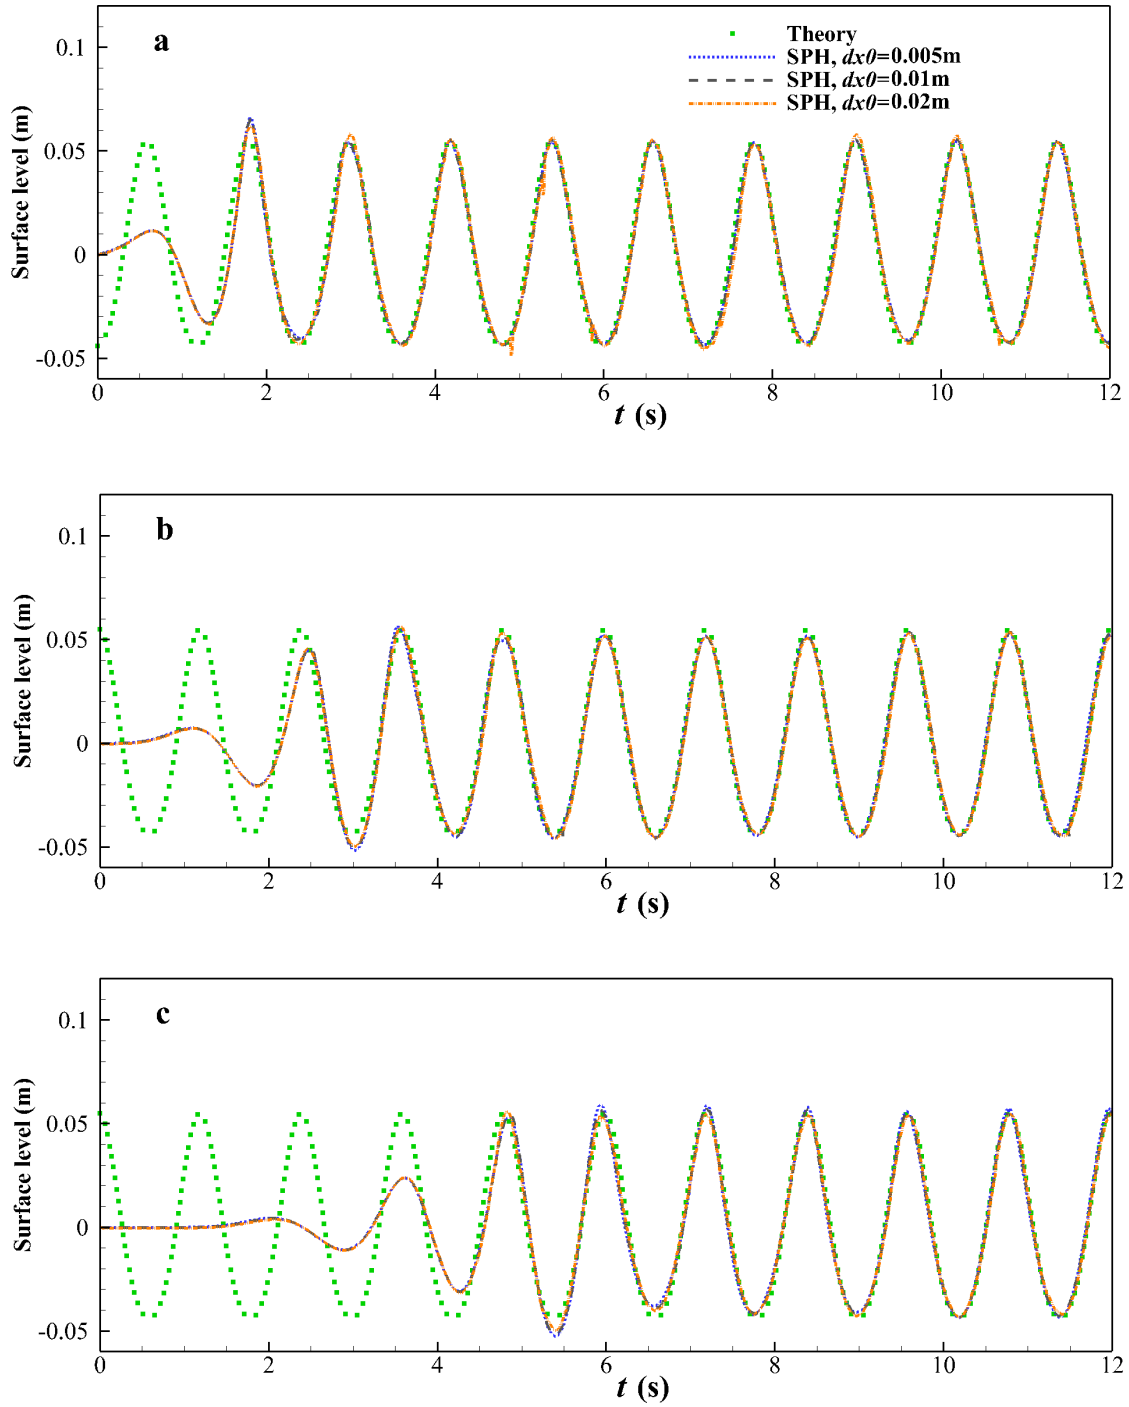 a
Theory
SPH, dx0=0.005m
SPH, dx0=0.01m
SPH, dx0=0.02m
Surface level (m)
0.1
0.05
0
-0.05
0 2 4 6 8 10 12
t (s)
b
Surface level (m)
0.1
0.05
0
-0.05
0 2 4 6 8 10 12
t (s)
c
Surface level (m)
0.1
0.05
0
-0.05
0 2 4 6 8 10 12
t (s)